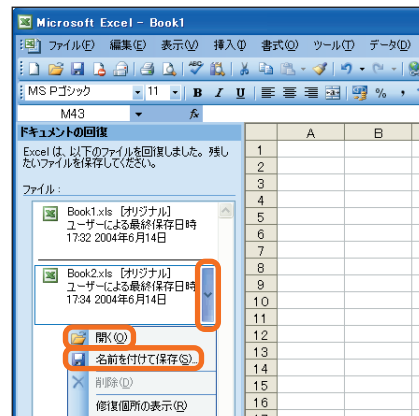 Microsoft Excel - Book1
ファイル(F) 編集(E) 表示(V) 挿入(I) 書式(O) ツール(T) データ(D)
MS Pゴシック 11 B I U % ,
M43 fx
ドキュメントの回復
Excel は、以下のファイルを回復しました。残し
たいファイルを保存してください。
ファイル :
Book1.xls [オリジナル]
ユーザーによる最終保存日時
17:32 2004年6月14日
Book2.xls [オリジナル]
ユーザーによる最終保存日時
17:34 2004年6月14日
開く(O)
名前を付けて保存(S)...
削除(D)
修復個所の表示(R)
A B
1
2
3
4
5
6
7
8
9
10
11
12
13
14
15
16